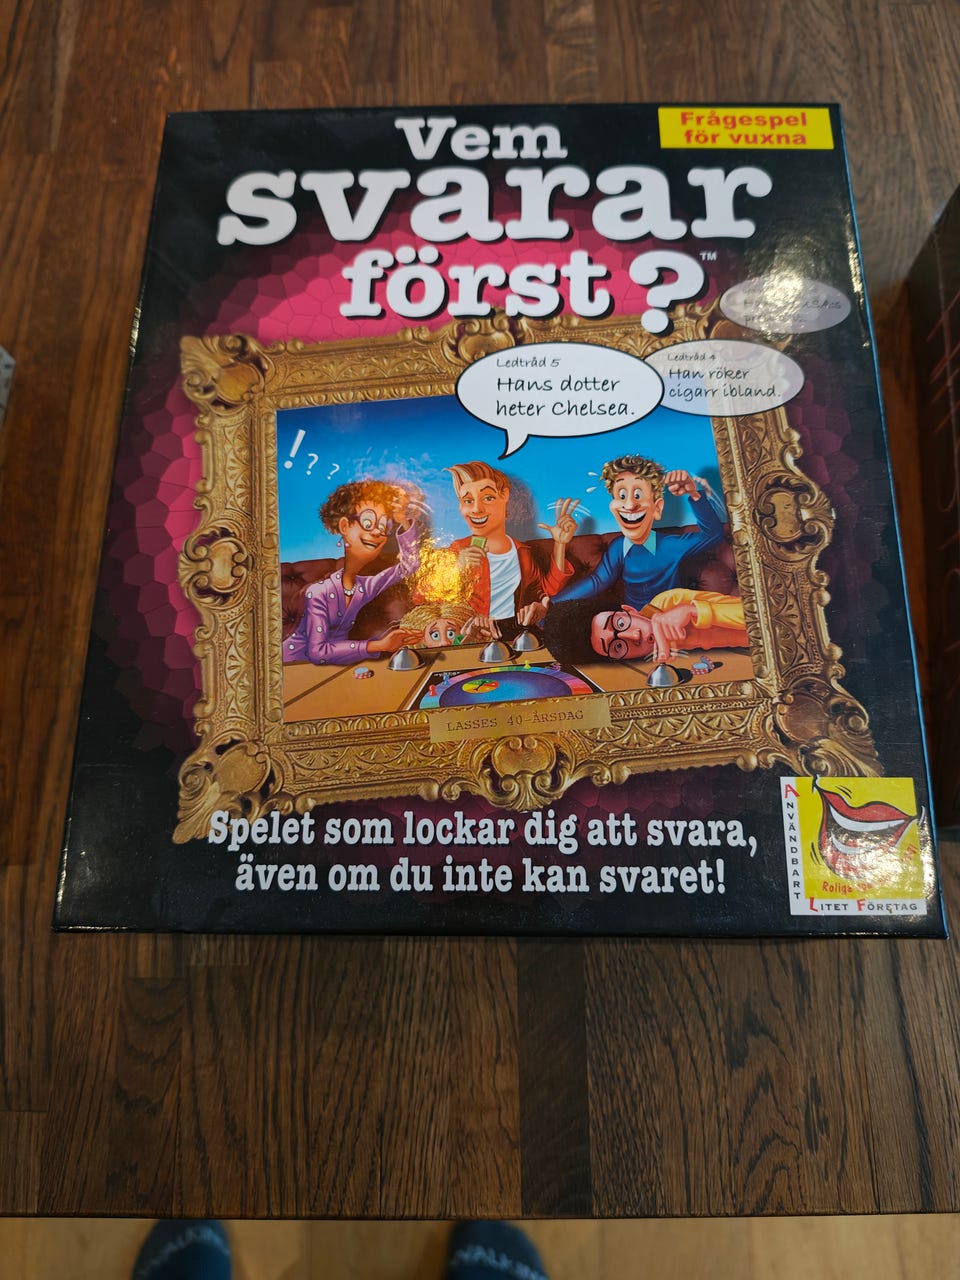 Frågespel
för vuxna
Vem
svarar
först?™
Ledtråd 5
Hans dotter
heter Chelsea.
Ledtråd 4
Han röker
cigarr ibland.
!??
LASSES 40-ÅRSDAG
Spelet som lockar dig att svara,
även om du inte kan svaret!
ANVÄNDBART
LITET FÖRETAG